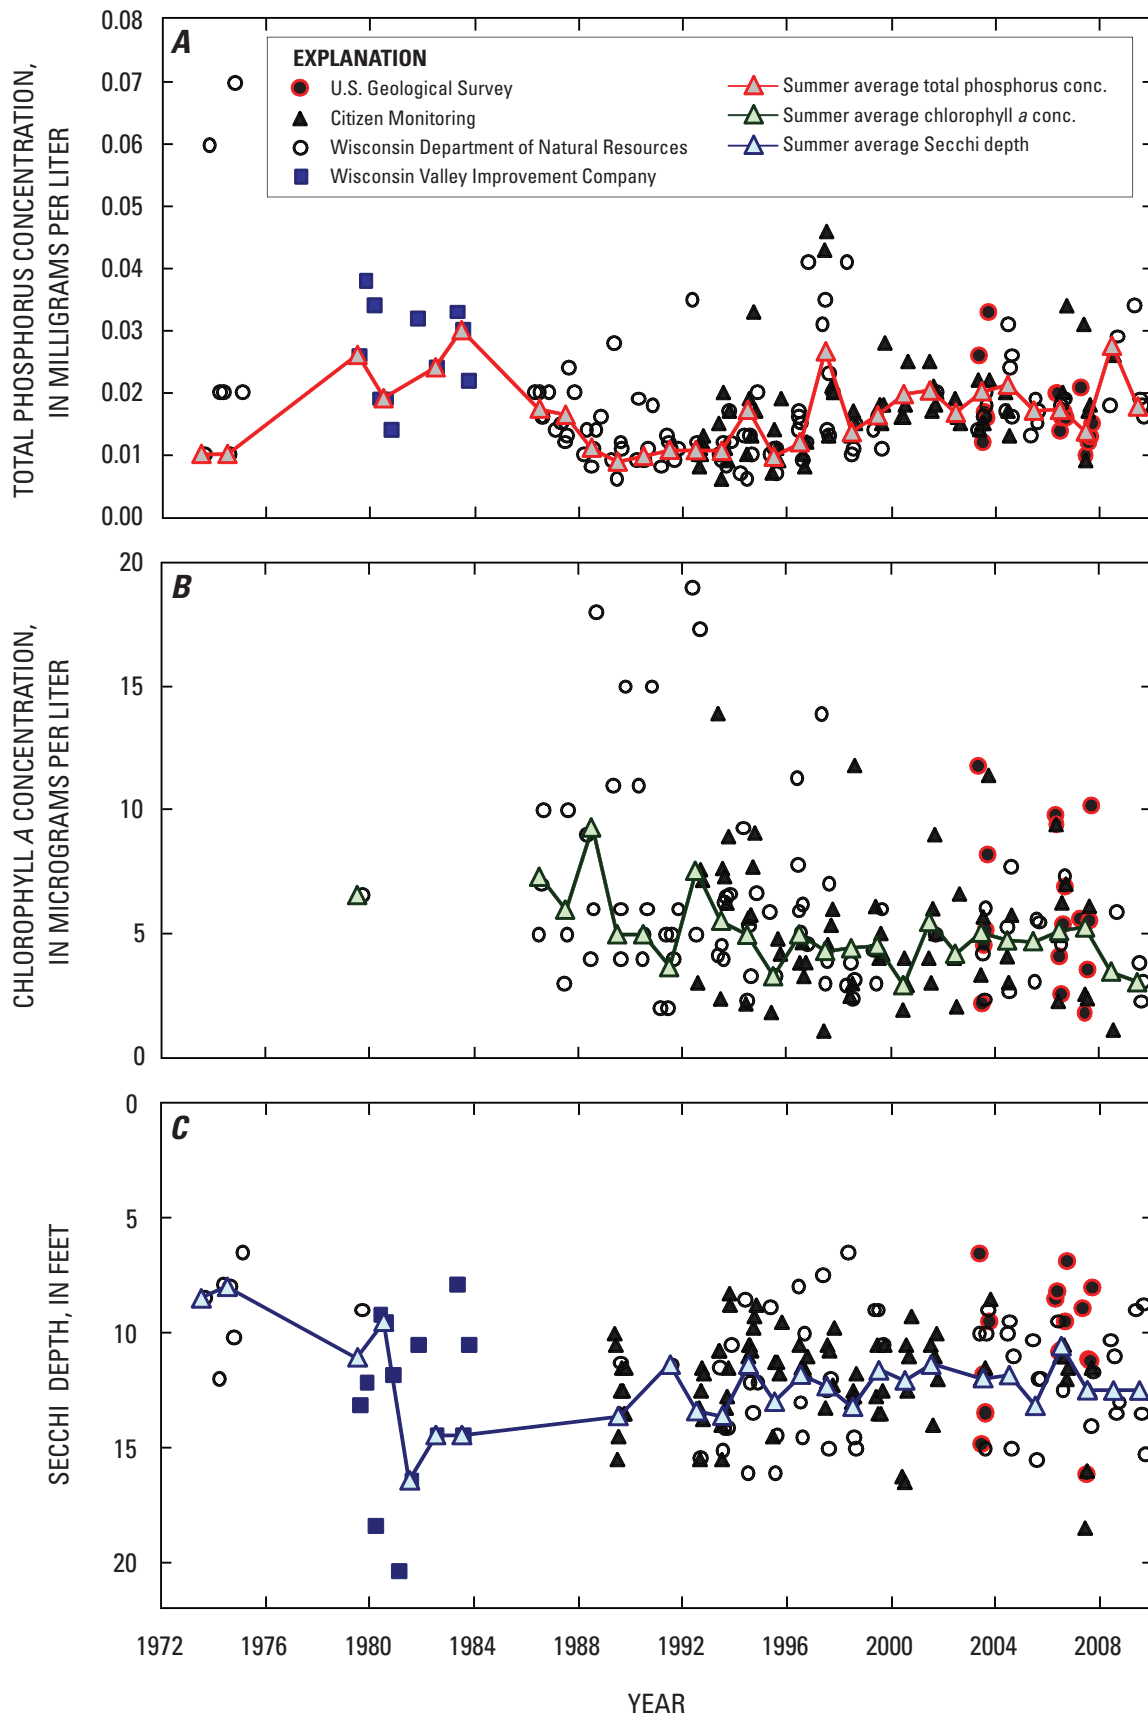 0.08
0.07
0.06
0.05
0.04
0.03
0.02
0.01
0.00
TOTAL PHOSPHORUS CONCENTRATION,
IN MILLIGRAMS PER LITER
A
EXPLANATION
U.S. Geological Survey
Citizen Monitoring
Wisconsin Department of Natural Resources
Wisconsin Valley Improvement Company
Summer average total phosphorus conc.
Summer average chlorophyll a conc.
Summer average Secchi depth
20
15
10
5
0
CHLOROPHYLL A CONCENTRATION,
IN MICROGRAMS PER LITER
B
0
5
10
15
20
SECCHI DEPTH, IN FEET
C
1972 1976 1980 1984 1988 1992 1996 2000 2004 2008
YEAR